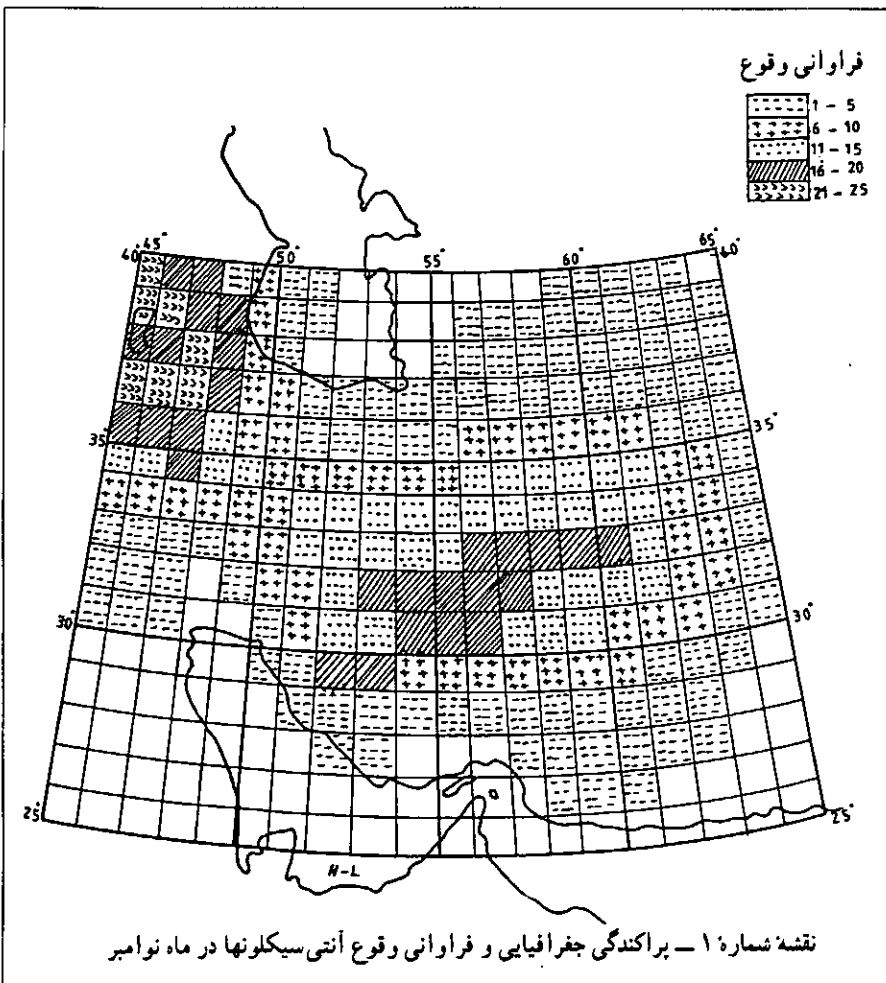 فراوانی وقوع
1 - 5
6 - 10
11 - 15
16 - 20
21 - 25
40° 45° 50° 55° 60° 65° 40°
35° 35°
30° 30°
25° 25°
H-L
نقشهٔ شمارهٔ ۱ ــ پراکندگی جغرافیایی و فراوانی وقوع آنتی‌سیکلونها در ماه نوامبر